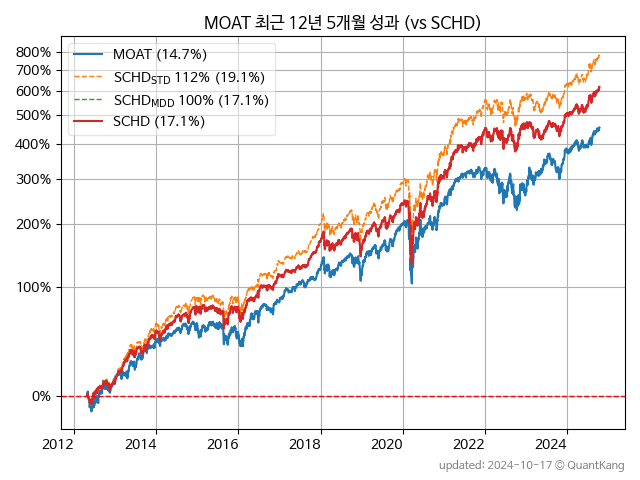 MOAT 최근 12년 5개월 성과 (vs SCHD)
MOAT (14.7%)
SCHD_STD 112% (19.1%)
SCHD_MDD 100% (17.1%)
SCHD (17.1%)
800%
700%
600%
500%
400%
300%
200%
100%
0%
2012 2014 2016 2018 2020 2022 2024
updated: 2024-10-17 © QuantKang